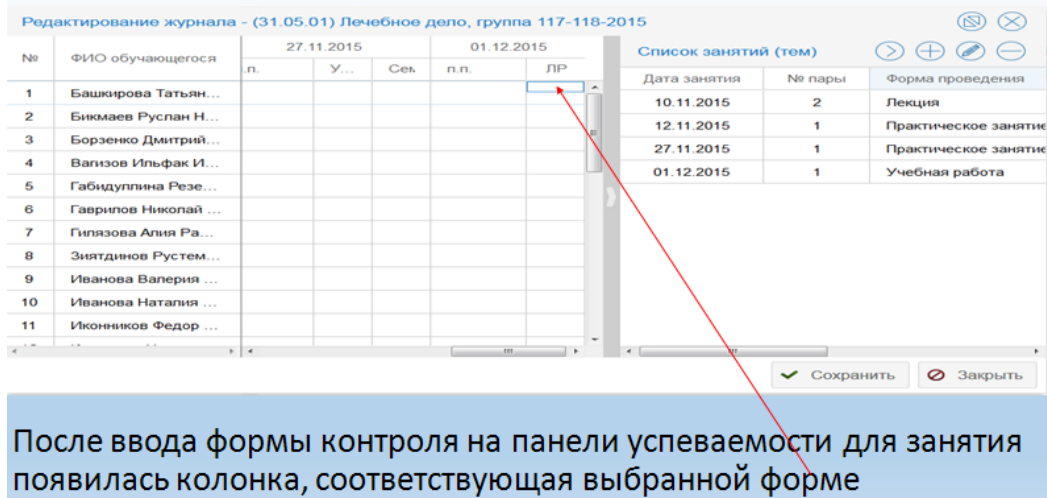 Редактирование журнала - (31.05.01) Лечебное дело, группа 117-118-2015
№ ФИО обучающегося 27.11.2015 01.12.2015
.п. У... Сем п.п. ЛР
1 Башкирова Татьян...
2 Бикмаев Руслан Н...
3 Борзенко Дмитрий...
4 Вагизов Ильфак И...
5 Габидуллина Резе...
6 Гаврилов Николай ...
7 Гилязова Алия Ра...
8 Зиятдинов Рустем...
9 Иванова Валерия ...
10 Иванова Наталия ...
11 Иконников Федор ...
Список занятий (тем)
Дата занятия № пары Форма проведения
10.11.2015 2 Лекция
12.11.2015 1 Практическое занятие
27.11.2015 1 Практическое занятие
01.12.2015 1 Учебная работа
Сохранить Закрыть
После ввода формы контроля на панели успеваемости для занятия
появилась колонка, соответствующая выбранной форме